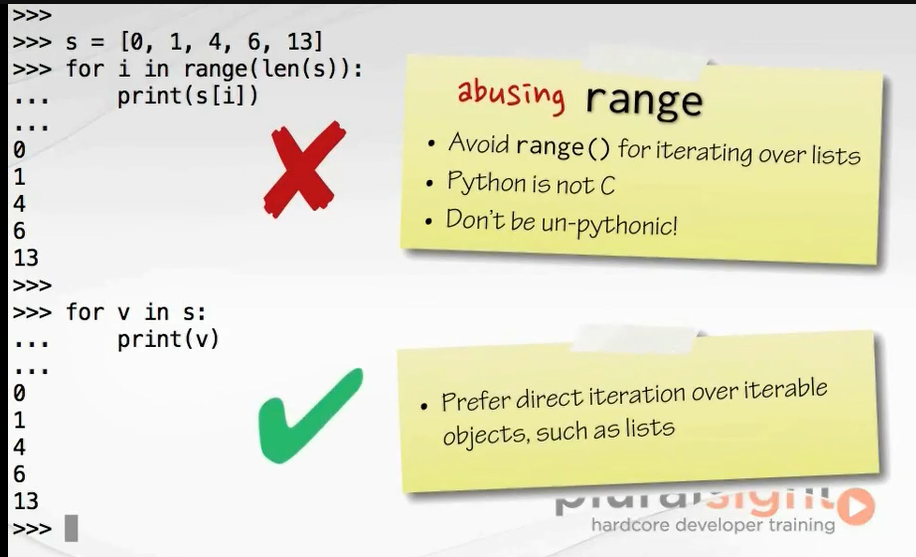 >>>
>>> s = [0, 1, 4, 6, 13]
>>> for i in range(len(s)):
...     print(s[i])
...
0
1
4
6
13
>>>
>>> for v in s:
...     print(v)
...
0
1
4
6
13
>>>
abusing range
• Avoid range() for iterating over lists
• Python is not C
• Don't be un-pythonic!
• Prefer direct iteration over iterable
objects, such as lists
pluralsight
hardcore developer training